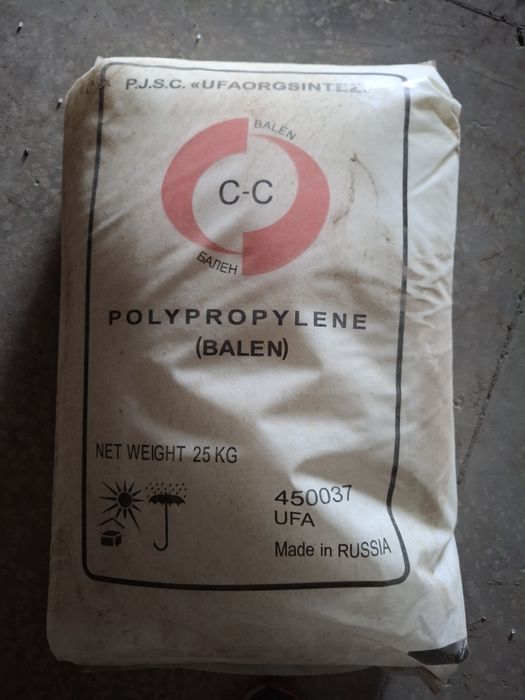 P.J.S.C. «UFAORGSINTEZ»
BALEN
C-C
БАЛЕН
POLYPROPYLENE
(BALEN)
NET WEIGHT 25 KG
450037
UFA
Made in RUSSIA